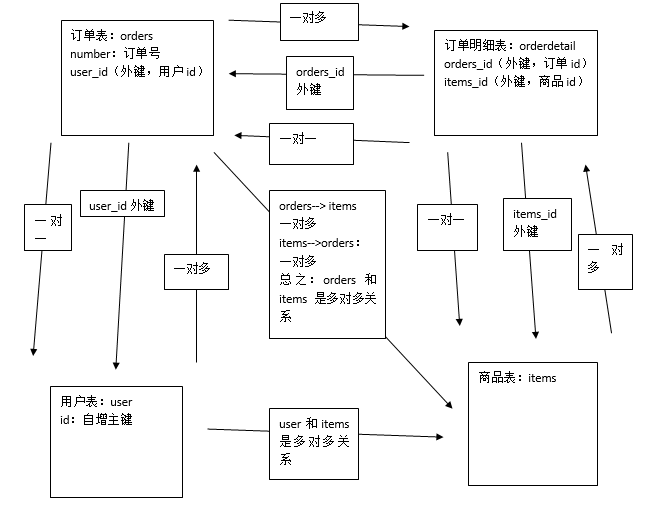 一对多
订单表：orders
number：订单号
user_id（外键，用户id）
订单明细表：orderdetail
orders_id（外键，订单id）
items_id（外键，商品id）
orders_id
外键
一对一
一对
一
user_id 外键
一对多
orders--> items
一对多
items-->orders：
一对多
总之：orders 和
items 是多对多关
系
一对一
items_id
外键
一 对
多
用户表：user
id：自增主键
user 和 items
是多对多关
系
商品表：items